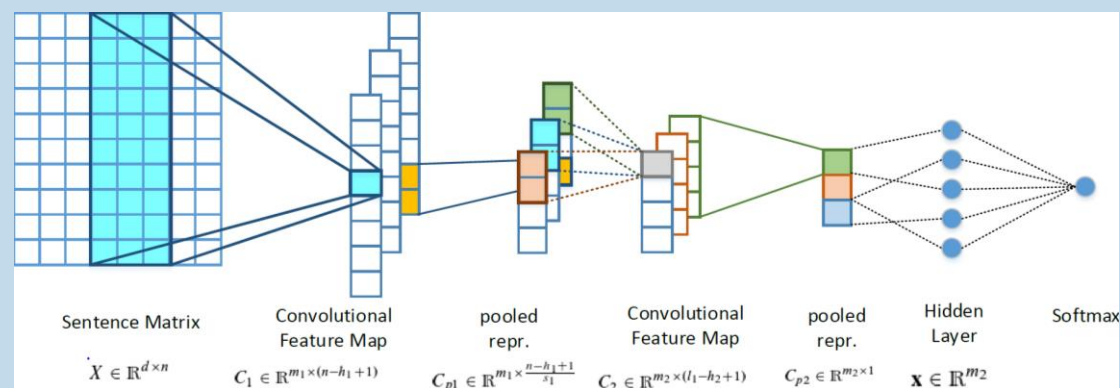 Sentence Matrix
Convolutional
Feature Map
pooled
repr.
Convolutional
Feature Map
pooled
repr.
Hidden
Layer
Softmax
X ∈ ℝ^{d×n}
C_1 ∈ ℝ^{m_1×(n−h_1+1)}
C_{p1} ∈ ℝ^{m_1×\frac{n−h_1+1}{s_1}}
C_2 ∈ ℝ^{m_2×(l_1−h_2+1)}
C_{p2} ∈ ℝ^{m_2×1}
x ∈ ℝ^{m_2}